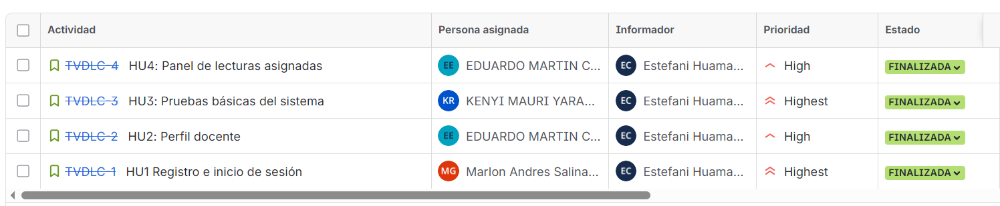 Actividad Persona asignada Informador Prioridad Estado
TVDLC-4 HU4: Panel de lecturas asignadas EE EDUARDO MARTIN C... EC Estefani Huama... High FINALIZADA
TVDLC-3 HU3: Pruebas básicas del sistema KR KENYI MAURI YARA... EC Estefani Huama... Highest FINALIZADA
TVDLC-2 HU2: Perfil docente EE EDUARDO MARTIN C... EC Estefani Huama... High FINALIZADA
TVDLC-1 HU1 Registro e inicio de sesión MG Marlon Andres Salina... EC Estefani Huama... Highest FINALIZADA